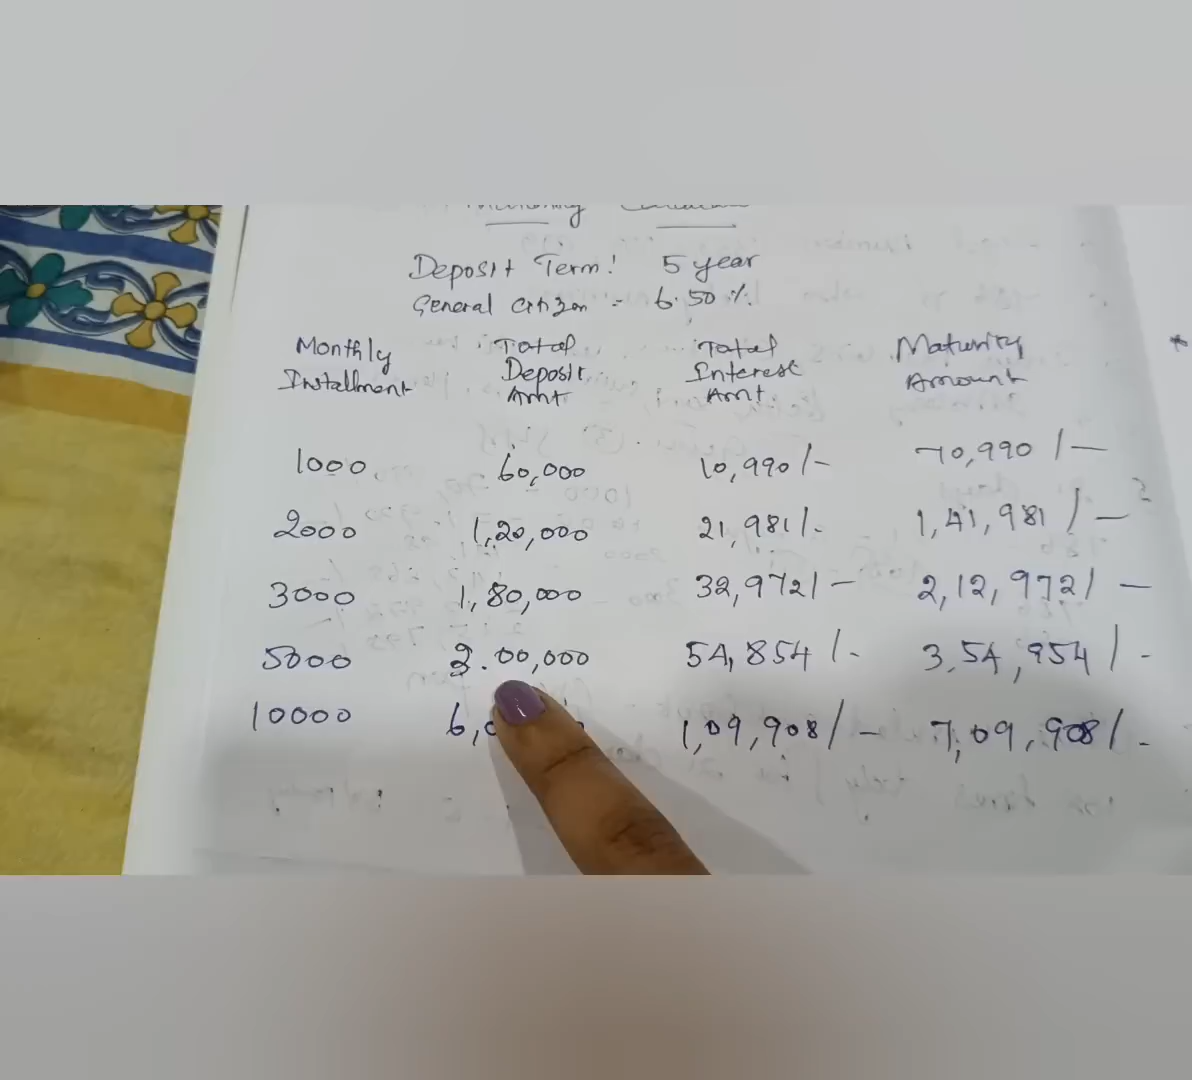 Deposit Term: 5 year
General citizen = 6.50%
Monthly Installment Total Deposit Amt Total Interest Amt. Maturity Amount
1000 60,000 10,990/- 70,990/-
2000 1,20,000 21,981/- 1,41,981/-
3000 1,80,000 32,972/- 2,12,972/-
5000 3.00,000 54,854/- 3,54,954/-
10000 6, 1,09,908/- 7,09,908/-